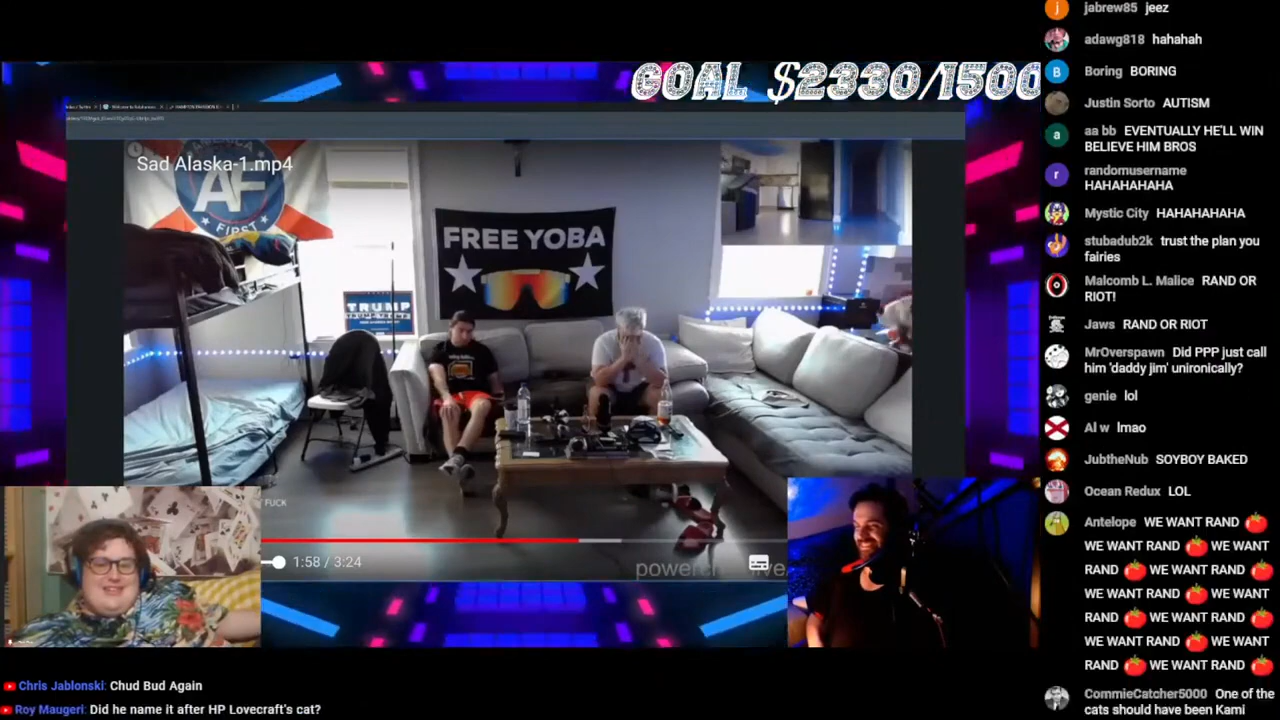 GOAL $2330/1500
Sad Alaska-1.mp4
AF
FIRST
FREE YOBA
TRUMP
FUCK
1:58 / 3:24
Chris Jablonski: Chud Bud Again
Roy Maugeri: Did he name it after HP Lovecraft's cat?
jabrew85 jeez
adawg818 hahahah
Boring BORING
Justin Sorto AUTISM
aa bb EVENTUALLY HE'LL WIN
BELIEVE HIM BROS
randomusername
HAHAHAHAHA
Mystic City HAHAHAHAHA
stubadub2k trust the plan you
fairies
Malcomb L. Malice RAND OR
RIOT!
Jaws RAND OR RIOT
MrOverspawn Did PPP just call
him 'daddy jim' unironically?
genie lol
Al w lmao
JubtheNub SOYBOY BAKED
Ocean Redux LOL
Antelope WE WANT RAND 🍅
WE WANT RAND 🍅 WE WANT
RAND 🍅 WE WANT RAND 🍅
WE WANT RAND 🍅 WE WANT
RAND 🍅 WE WANT RAND 🍅
WE WANT RAND 🍅 WE WANT
RAND 🍅 WE WANT RAND 🍅
CommieCatcher5000 One of the
cats should have been Kami